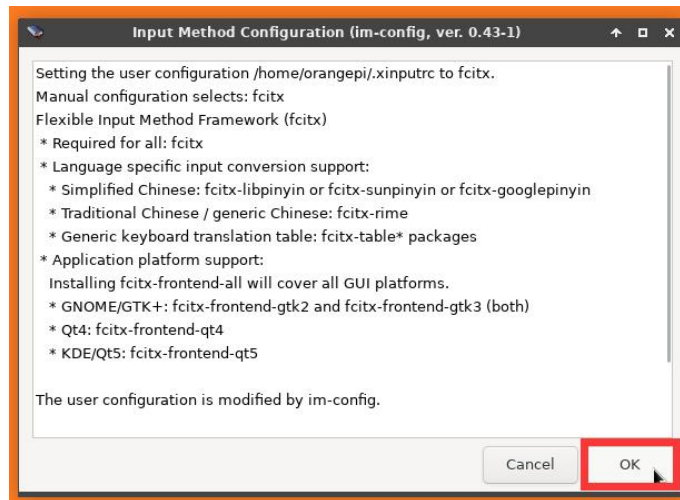 Input Method Configuration (im-config, ver. 0.43-1)
Setting the user configuration /home/orangepi/.xinputrc to fcitx.
Manual configuration selects: fcitx
Flexible Input Method Framework (fcitx)
* Required for all: fcitx
* Language specific input conversion support:
* Simplified Chinese: fcitx-libpinyin or fcitx-sunpinyin or fcitx-googlepinyin
* Traditional Chinese / generic Chinese: fcitx-rime
* Generic keyboard translation table: fcitx-table* packages
* Application platform support:
Installing fcitx-frontend-all will cover all GUI platforms.
* GNOME/GTK+: fcitx-frontend-gtk2 and fcitx-frontend-gtk3 (both)
* Qt4: fcitx-frontend-qt4
* KDE/Qt5: fcitx-frontend-qt5
The user configuration is modified by im-config.
Cancel OK